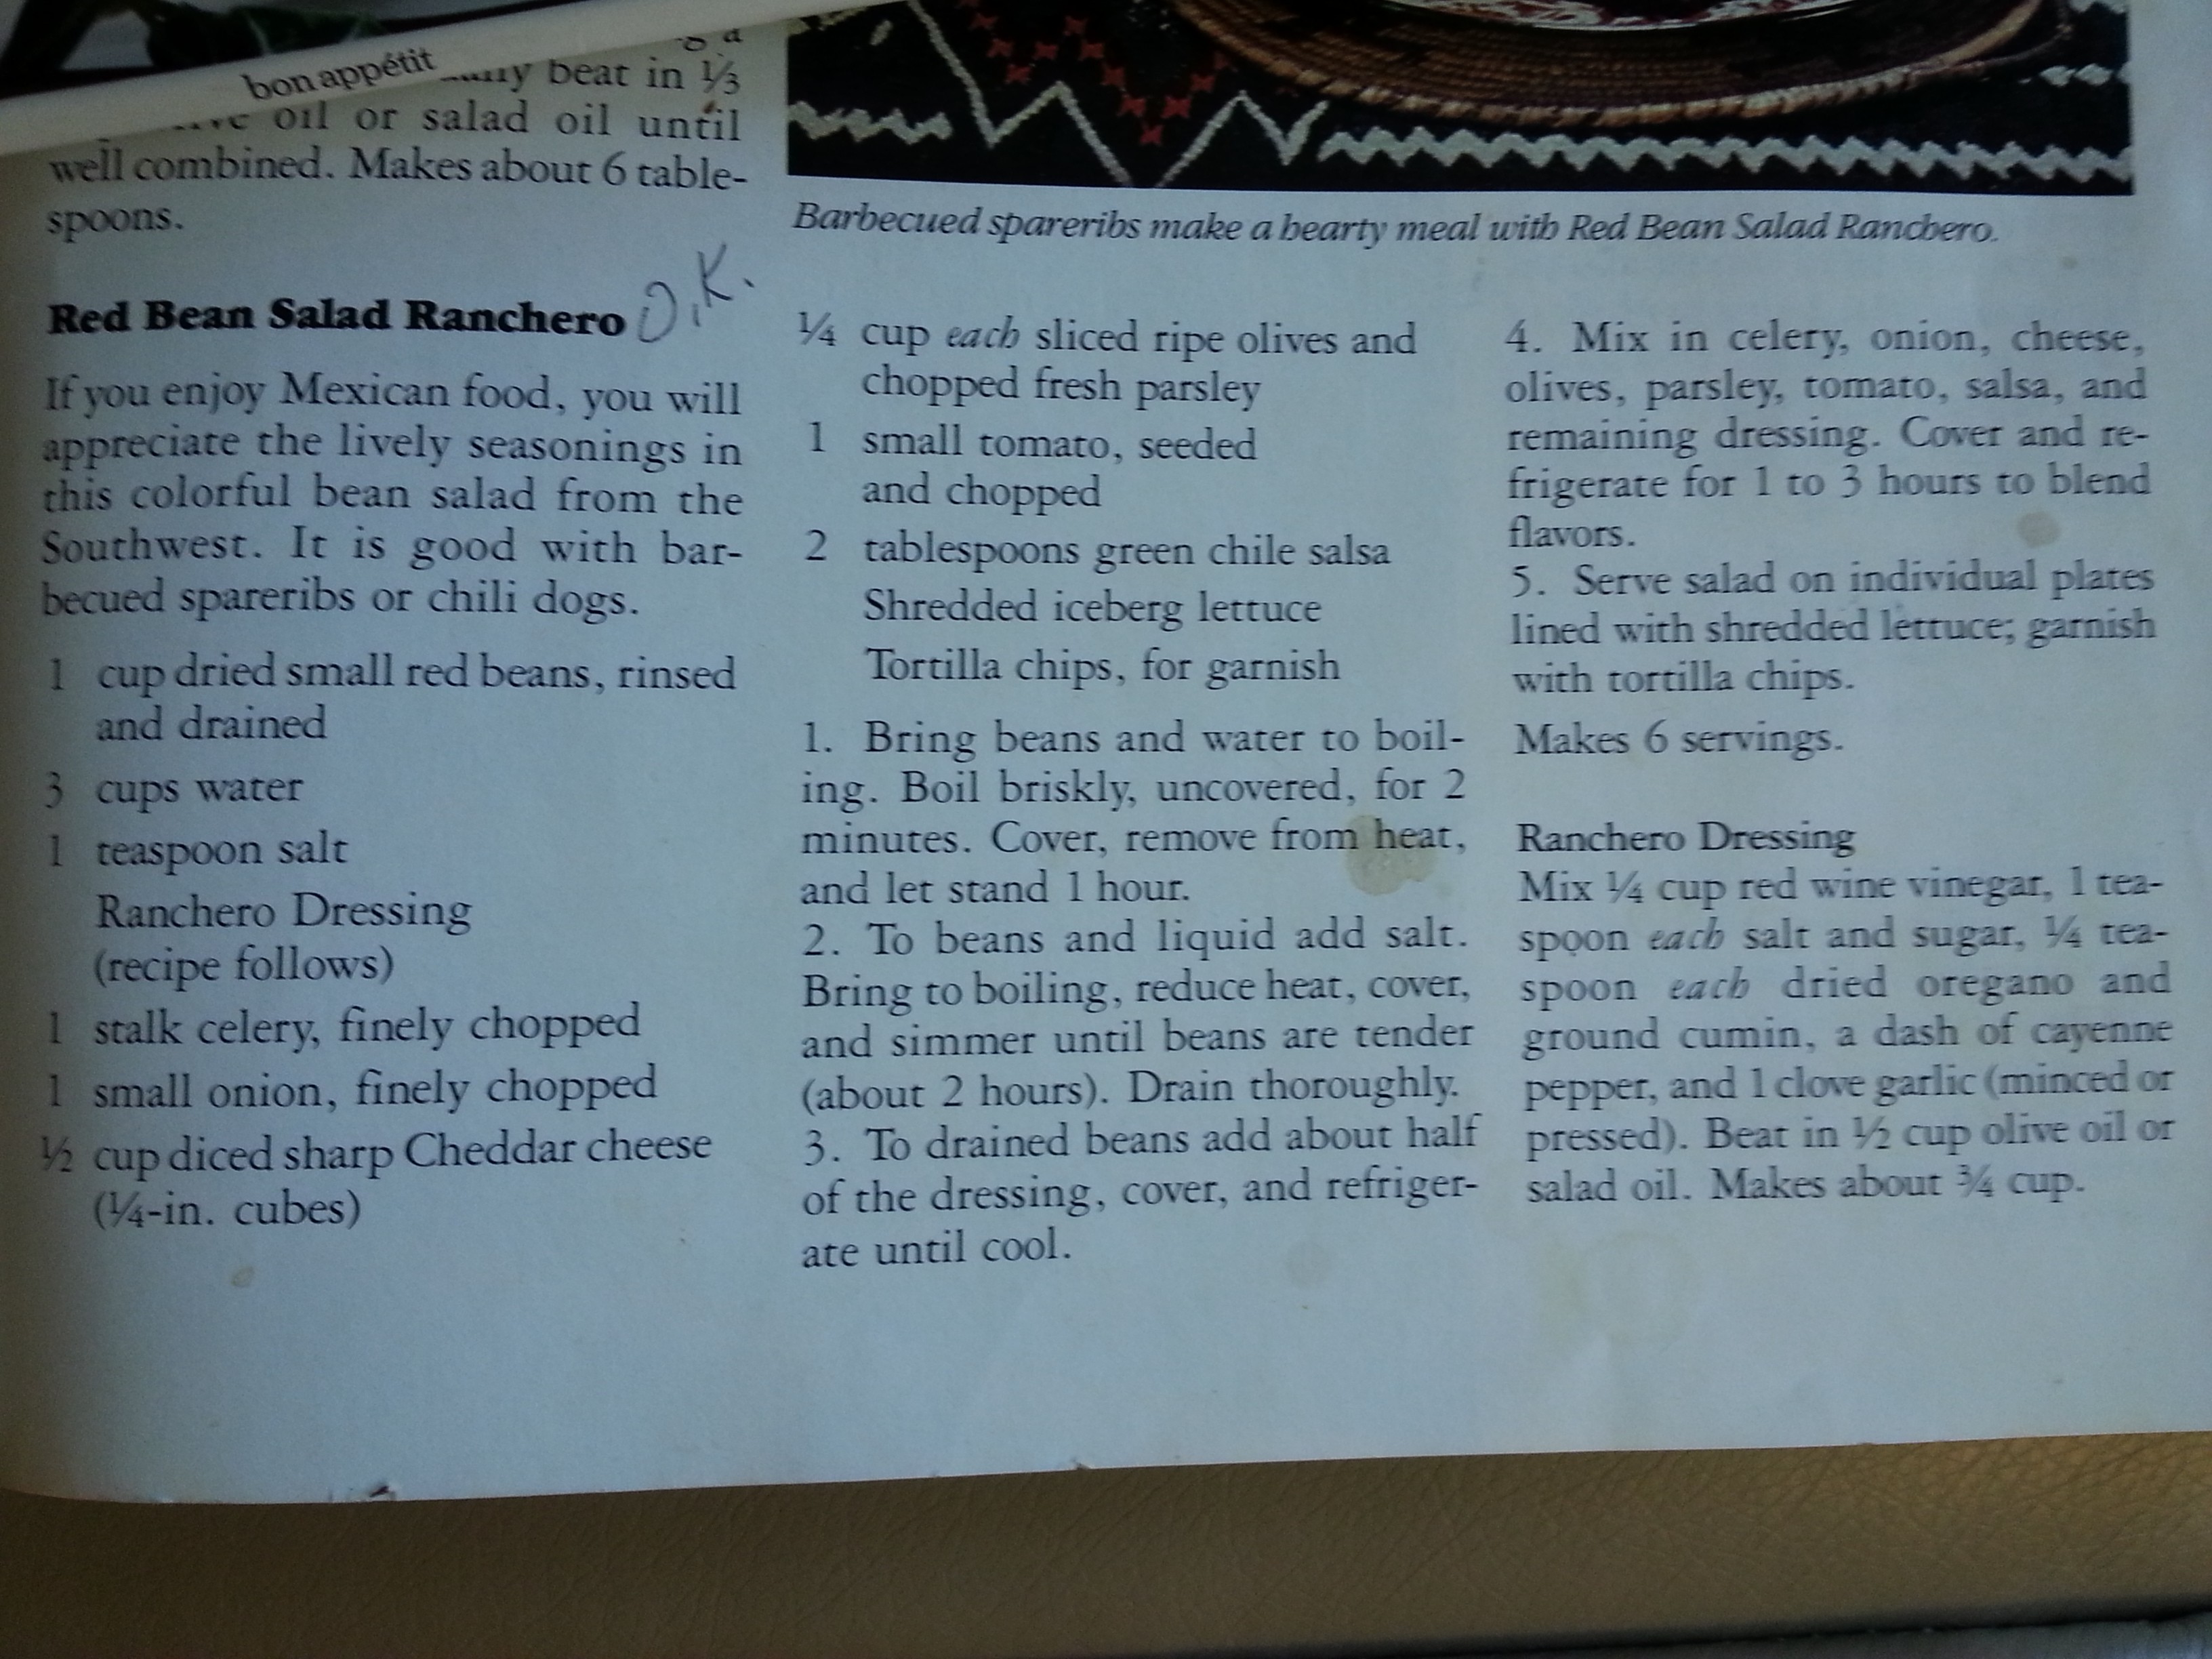 bon appétit
beat in ⅓
oil or salad oil until
well combined. Makes about 6 table-
spoons.
Barbecued spareribs make a hearty meal with Red Bean Salad Ranchero.
Red Bean Salad Ranchero O.K.
If you enjoy Mexican food, you will
appreciate the lively seasonings in
this colorful bean salad from the
Southwest. It is good with bar-
becued spareribs or chili dogs.
1 cup dried small red beans, rinsed
and drained
3 cups water
1 teaspoon salt
Ranchero Dressing
(recipe follows)
1 stalk celery, finely chopped
1 small onion, finely chopped
½ cup diced sharp Cheddar cheese
(¼-in. cubes)
¼ cup each sliced ripe olives and
chopped fresh parsley
1 small tomato, seeded
and chopped
2 tablespoons green chile salsa
Shredded iceberg lettuce
Tortilla chips, for garnish
1. Bring beans and water to boil-
ing. Boil briskly, uncovered, for 2
minutes. Cover, remove from heat,
and let stand 1 hour.
2. To beans and liquid add salt.
Bring to boiling, reduce heat, cover,
and simmer until beans are tender
(about 2 hours). Drain thoroughly.
3. To drained beans add about half
of the dressing, cover, and refriger-
ate until cool.
4. Mix in celery, onion, cheese,
olives, parsley, tomato, salsa, and
remaining dressing. Cover and re-
frigerate for 1 to 3 hours to blend
flavors.
5. Serve salad on individual plates
lined with shredded lettuce; garnish
with tortilla chips.
Makes 6 servings.
Ranchero Dressing
Mix ¼ cup red wine vinegar, 1 tea-
spoon each salt and sugar, ¼ tea-
spoon each dried oregano and
ground cumin, a dash of cayenne
pepper, and 1 clove garlic (minced or
pressed). Beat in ½ cup olive oil or
salad oil. Makes about ¾ cup.